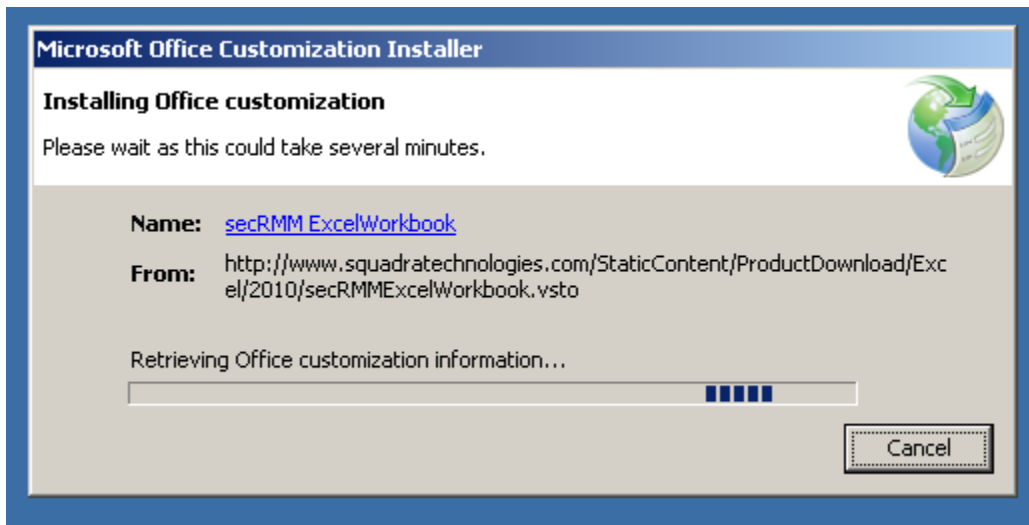 Microsoft Office Customization Installer
Installing Office customization
Please wait as this could take several minutes.
Name: secRMM ExcelWorkbook
From: http://www.squadratechnologies.com/StaticContent/ProductDownload/Exc
el/2010/secRMMExcelWorkbook.vsto
Retrieving Office customization information...
Cancel